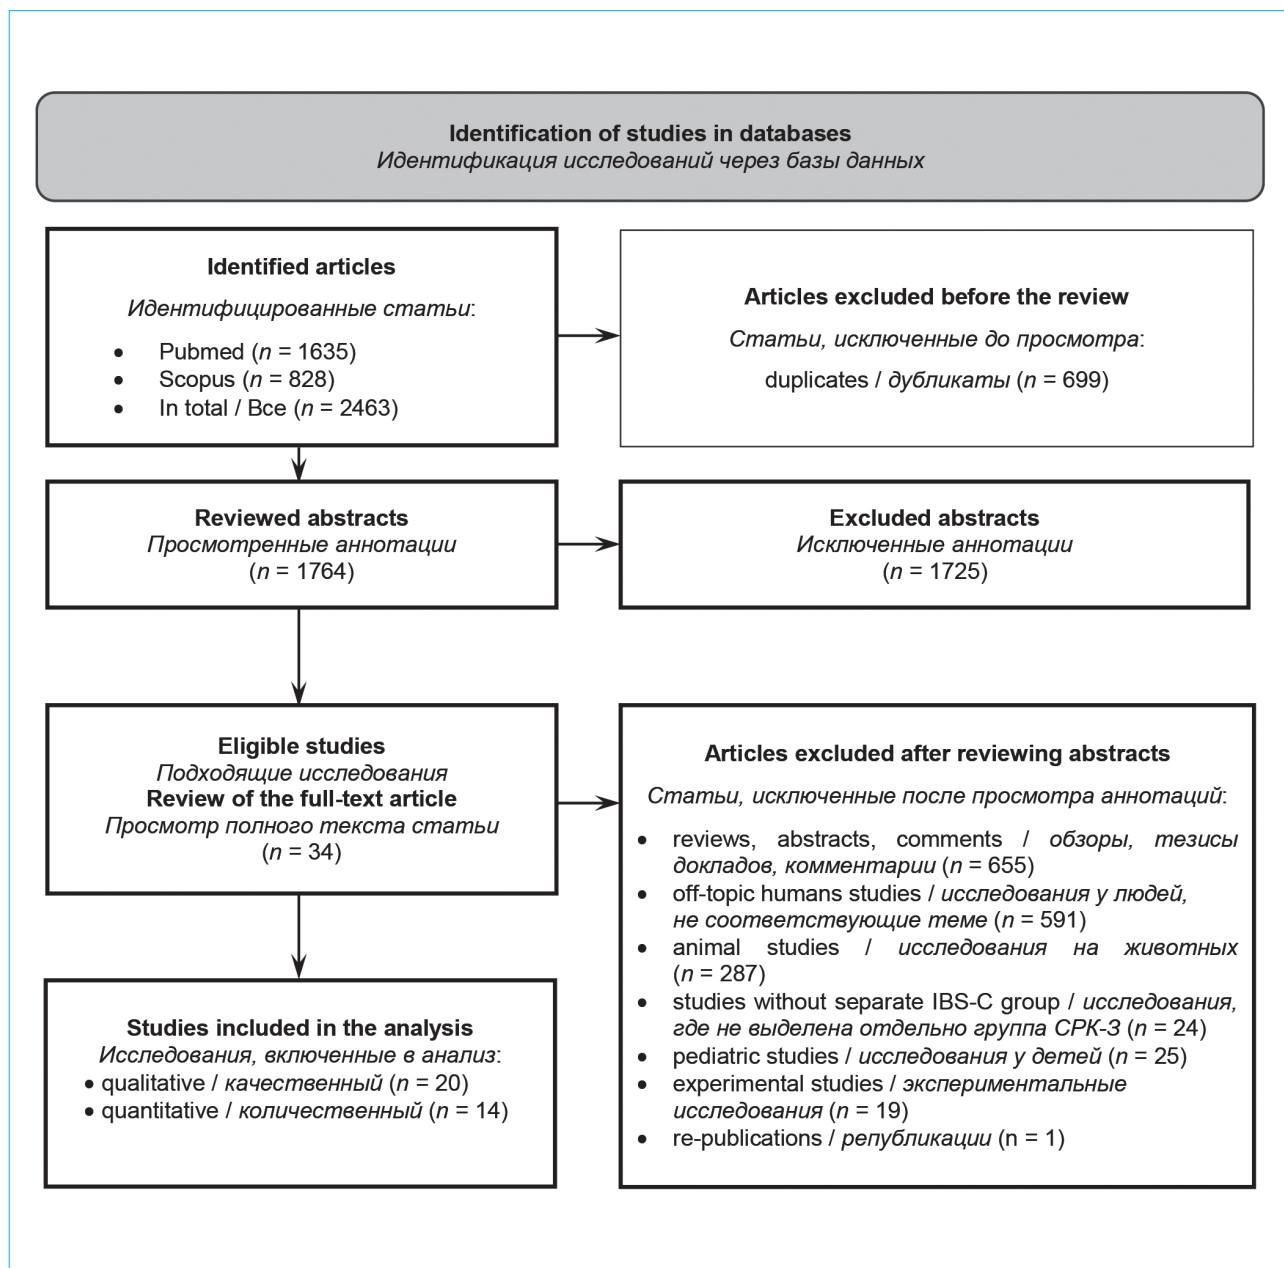 Identification of studies in databases
Идентификация исследований через базы данных
Identified articles
Идентифицированные статьи:
• Pubmed (n = 1635)
• Scopus (n = 828)
• In total / Все (n = 2463)
Articles excluded before the review
Статьи, исключенные до просмотра:
duplicates / дубликаты (n = 699)
Reviewed abstracts
Просмотренные аннотации
(n = 1764)
Excluded abstracts
Исключенные аннотации
(n = 1725)
Eligible studies
Подходящие исследования
Review of the full-text article
Просмотр полного текста статьи
(n = 34)
Articles excluded after reviewing abstracts
Статьи, исключенные после просмотра аннотаций:
• reviews, abstracts, comments / обзоры, тезисы
докладов, комментарии (n = 655)
• off-topic humans studies / исследования у людей,
не соответствующие теме (n = 591)
• animal studies / исследования на животных
(n = 287)
• studies without separate IBS-C group / исследования,
где не выделена отдельно группа СРК-З (n = 24)
• pediatric studies / исследования у детей (n = 25)
• experimental studies / экспериментальные
исследования (n = 19)
• re-publications / републикации (n = 1)
Studies included in the analysis
Исследования, включенные в анализ:
• qualitative / качественный (n = 20)
• quantitative / количественный (n = 14)